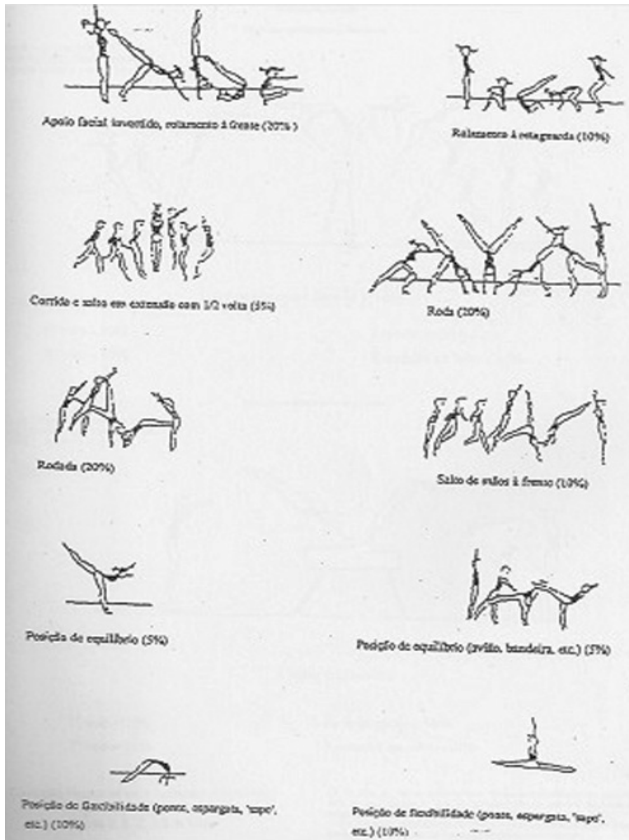 Apoio facial invertido, rolamento à frente (20%)
Rolamento à retaguarda (10%)
Corrida e salto em extensão com 1/2 volta (5%)
Roda (20%)
Rodada (20%)
Salto de mãos à frente (10%)
Posição de equilíbrio (5%)
Posição de equilíbrio (avião, bandeira, etc.) (5%)
Posição de flexibilidade (ponte, espargata, "sapo",
etc.) (10%)
Posição de flexibilidade (ponte, espargata, "sapo",
etc.) (10%)